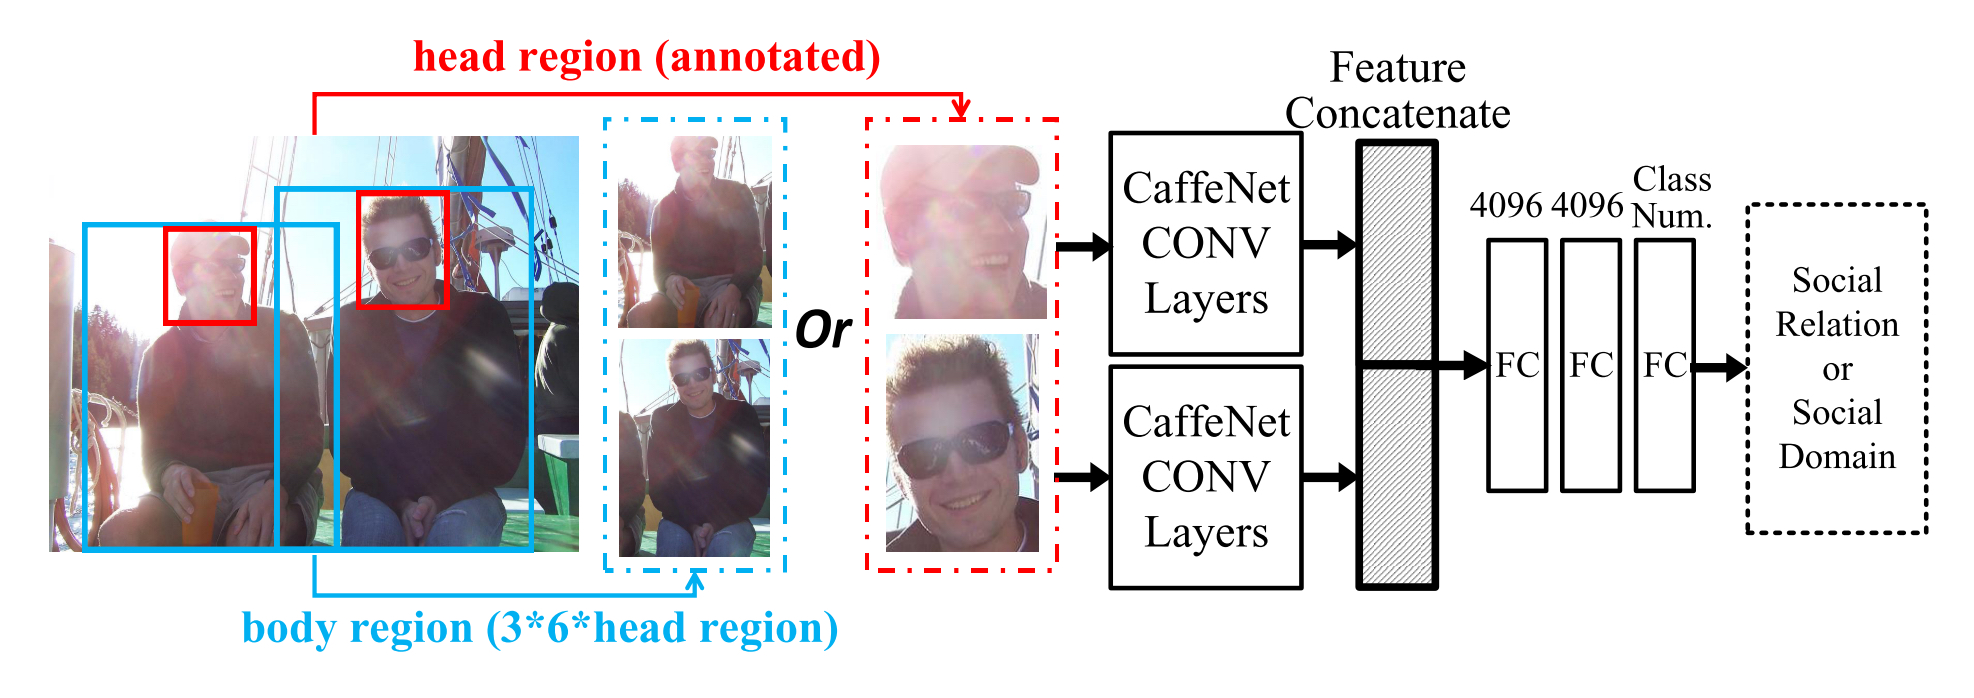 head region (annotated)
body region (3*6*head region)
Or
CaffeNet
CONV
Layers
CaffeNet
CONV
Layers
Feature
Concatenate
4096
4096
Class
Num.
FC
FC
FC
Social
Relation
or
Social
Domain